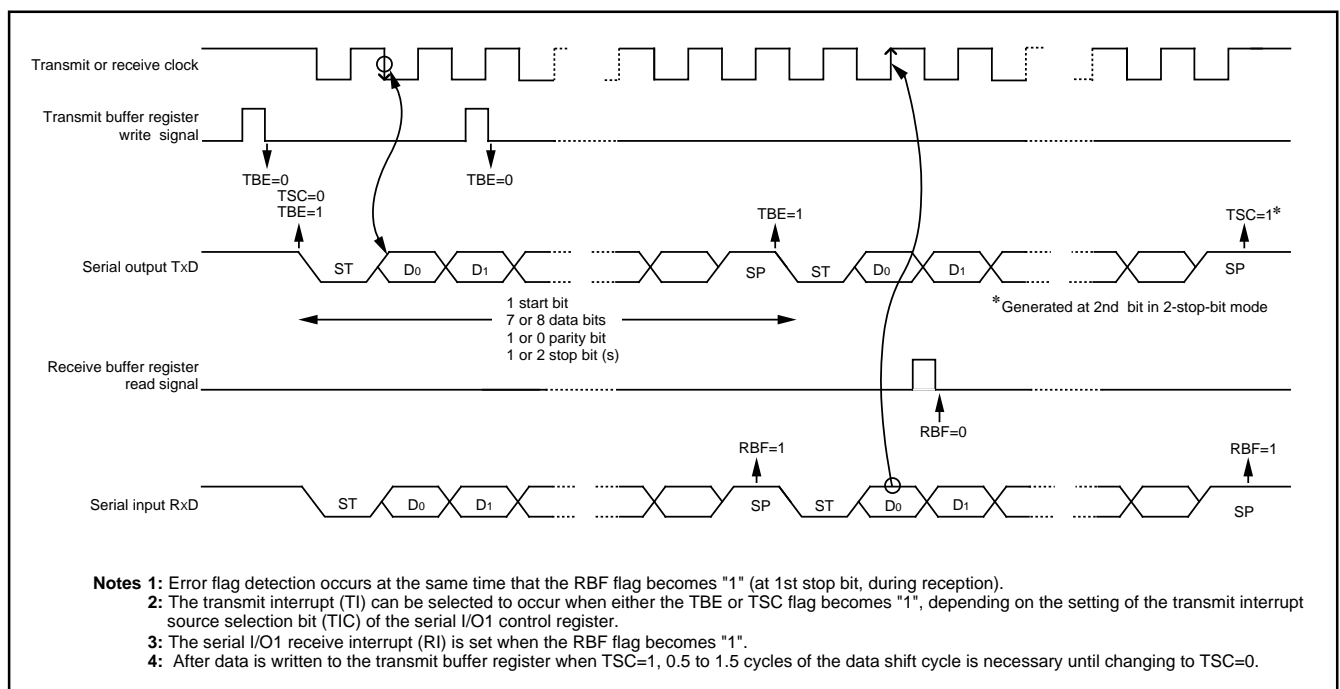 Transmit or receive clock
Transmit buffer register
write signal
TBE=0
TBE=0
TSC=0
TBE=1
TBE=1
TSC=1*
Serial output TxD
ST
D0
D1
SP
ST
D0
D1
SP
1 start bit
7 or 8 data bits
1 or 0 parity bit
1 or 2 stop bit (s)
*Generated at 2nd bit in 2-stop-bit mode
Receive buffer register
read signal
RBF=0
RBF=1
RBF=1
Serial input RxD
ST
D0
D1
SP
ST
D0
D1
SP
Notes 1: Error flag detection occurs at the same time that the RBF flag becomes "1" (at 1st stop bit, during reception).
2: The transmit interrupt (TI) can be selected to occur when either the TBE or TSC flag becomes "1", depending on the setting of the transmit interrupt
source selection bit (TIC) of the serial I/O1 control register.
3: The serial I/O1 receive interrupt (RI) is set when the RBF flag becomes "1".
4: After data is written to the transmit buffer register when TSC=1, 0.5 to 1.5 cycles of the data shift cycle is necessary until changing to TSC=0.